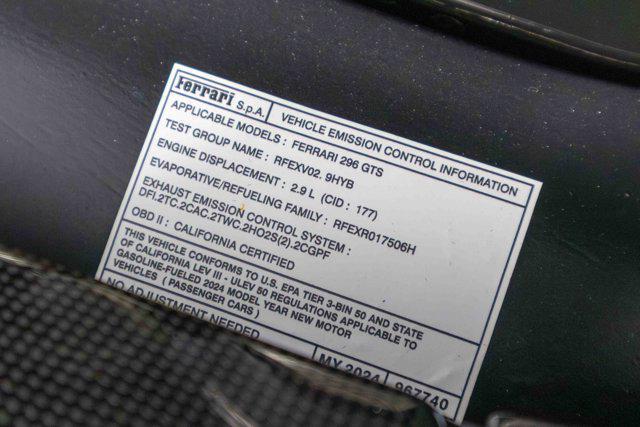 Ferrari S.p.A. VEHICLE EMISSION CONTROL INFORMATION
APPLICABLE MODELS : FERRARI 296 GTS
TEST GROUP NAME : RFEXV02. 9HYB
ENGINE DISPLACEMENT : 2.9 L (CID : 177)
EVAPORATIVE/REFUELING FAMILY : RFEXR017506H
EXHAUST EMISSION CONTROL SYSTEM :
DFI.2TC.2CAC.2TWC.2HO2S(2).2CGPF
OBD II : CALIFORNIA CERTIFIED
THIS VEHICLE CONFORMS TO U.S. EPA TIER 3-BIN 50 AND STATE
OF CALIFORNIA LEV III - ULEV 50 REGULATIONS APPLICABLE TO
GASOLINE-FUELED 2024 MODEL YEAR NEW MOTOR
VEHICLES ( PASSENGER CARS )
NO ADJUSTMENT NEEDED
MY 2024 967740